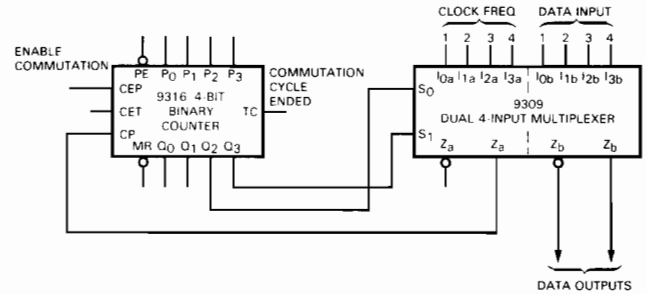 CLOCK FREQ DATA INPUT
1 2 3 4 1 2 3 4
ENABLE
COMMUTATION
PE P0 P1 P2 P3
CEP
CET
CP
9316 4-BIT
BINARY
COUNTER
TC
MR Q0 Q1 Q2 Q3
COMMUTATION
CYCLE
ENDED
I0a I1a I2a I3a I0b I1b I2b I3b
S0
S1
9309
DUAL 4-INPUT MULTIPLEXER
Za Za Zb Zb
DATA OUTPUTS